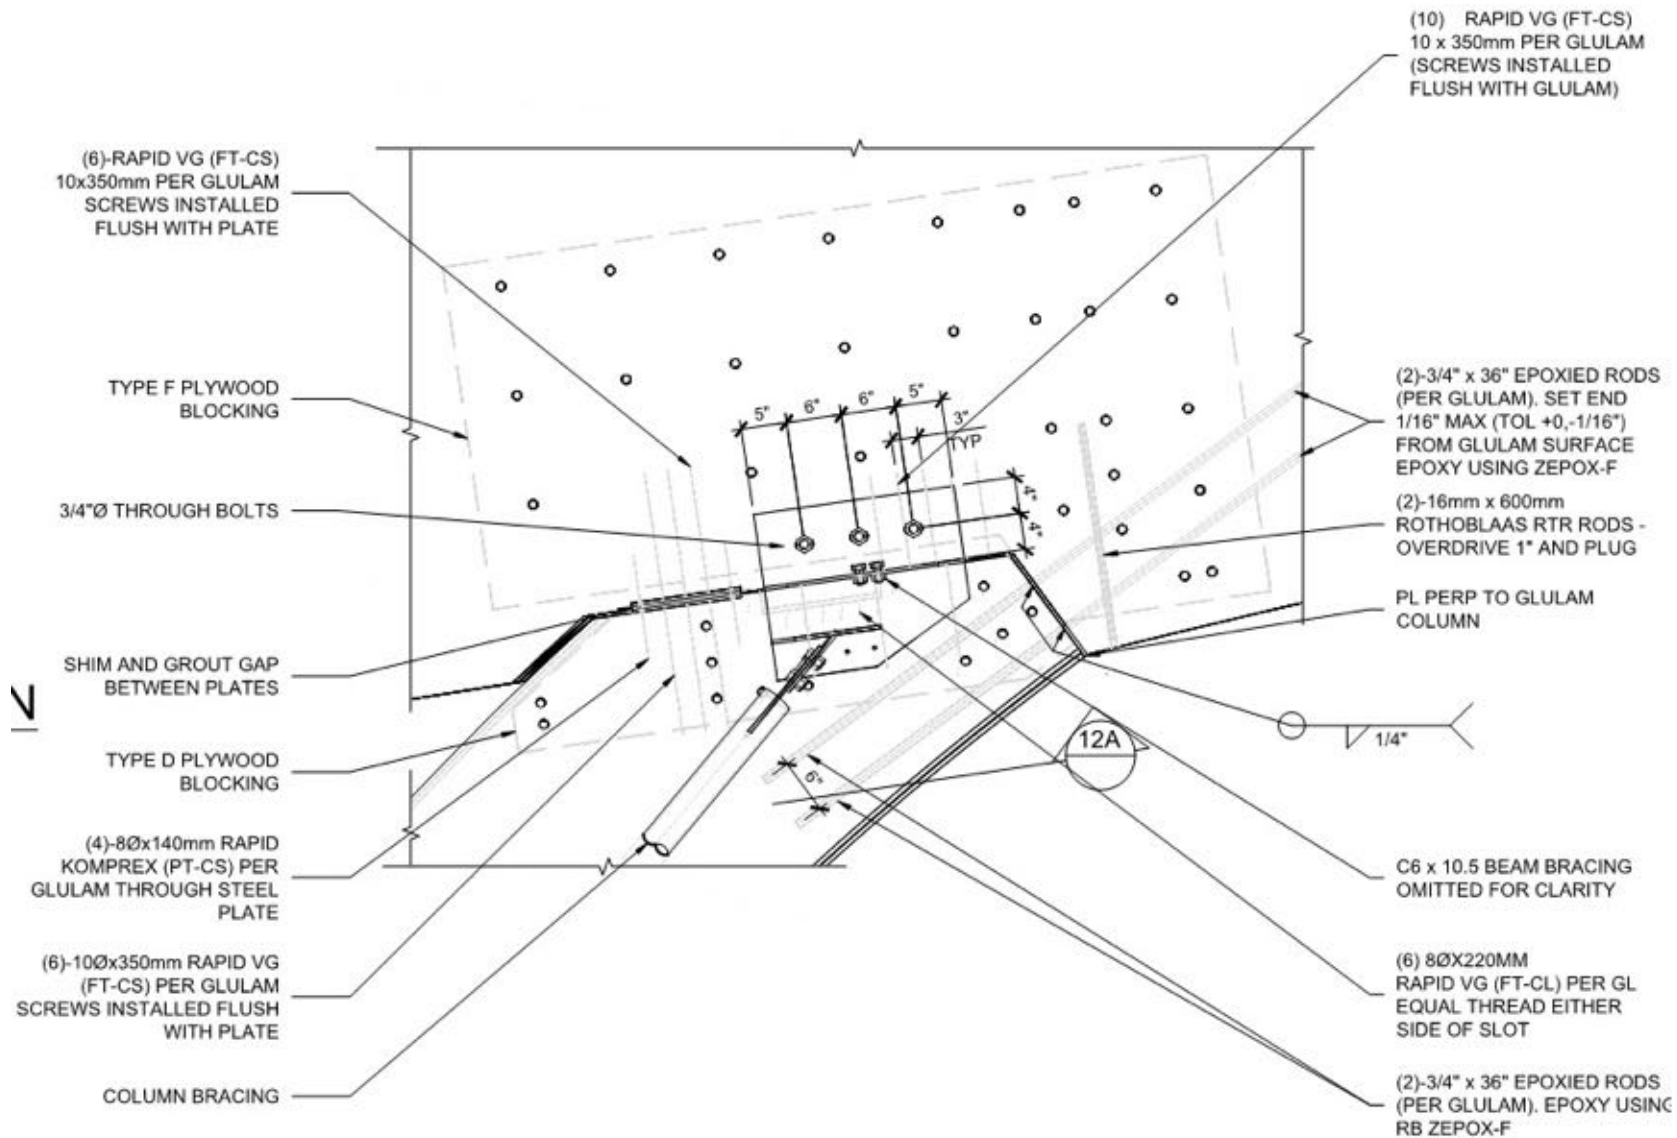 (10) RAPID VG (FT-CS)
10 x 350mm PER GLULAM
(SCREWS INSTALLED
FLUSH WITH GLULAM)
(6)-RAPID VG (FT-CS)
10x350mm PER GLULAM
SCREWS INSTALLED
FLUSH WITH PLATE
TYPE F PLYWOOD
BLOCKING
3/4"Ø THROUGH BOLTS
SHIM AND GROUT GAP
BETWEEN PLATES
N
TYPE D PLYWOOD
BLOCKING
(4)-8Øx140mm RAPID
KOMPREX (PT-CS) PER
GLULAM THROUGH STEEL
PLATE
(6)-10Øx350mm RAPID VG
(FT-CS) PER GLULAM
SCREWS INSTALLED FLUSH
WITH PLATE
COLUMN BRACING
5"
6"
6"
5"
3"
TYP
4"
4"
6"
12A
1/4"
(2)-3/4" x 36" EPOXIED RODS
(PER GLULAM). SET END
1/16" MAX (TOL +0,-1/16")
FROM GLULAM SURFACE
EPOXY USING ZEPOX-F
(2)-16mm x 600mm
ROTHOBLAAS RTR RODS -
OVERDRIVE 1" AND PLUG
PL PERP TO GLULAM
COLUMN
C6 x 10.5 BEAM BRACING
OMITTED FOR CLARITY
(6) 8ØX220MM
RAPID VG (FT-CL) PER GL
EQUAL THREAD EITHER
SIDE OF SLOT
(2)-3/4" x 36" EPOXIED RODS
(PER GLULAM). EPOXY USING
RB ZEPOX-F